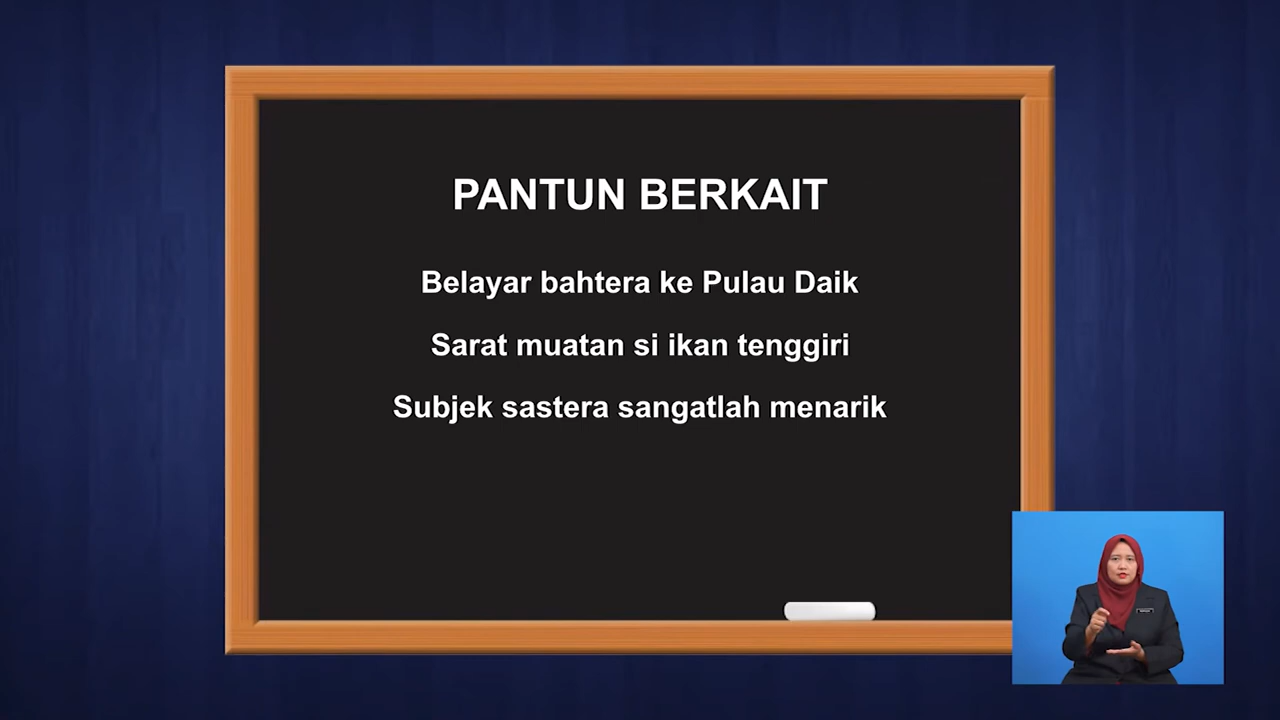 PANTUN BERKAIT
Belayar bahtera ke Pulau Daik
Sarat muatan si ikan tenggiri
Subjek sastera sangatlah menarik